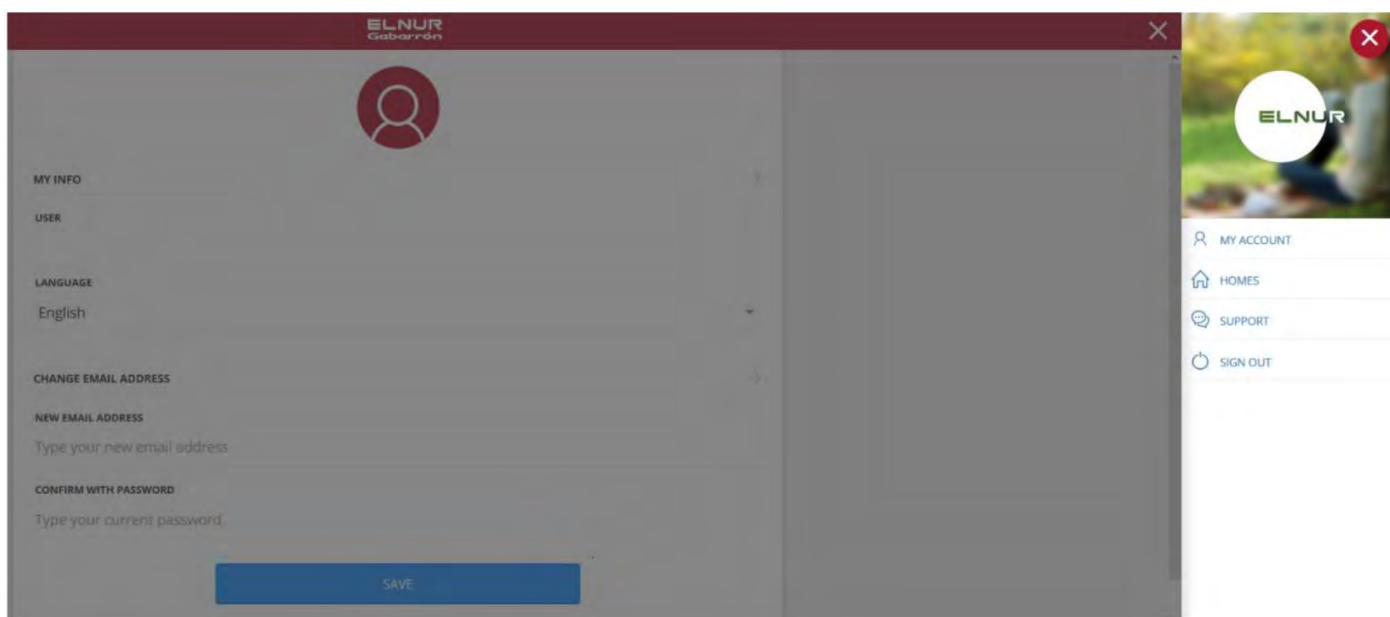 ELNUR
Gabarrón
MY INFO
USER
LANGUAGE
English
CHANGE EMAIL ADDRESS
NEW EMAIL ADDRESS
Type your new email address
CONFIRM WITH PASSWORD
Type your current password
SAVE
ELNUR
MY ACCOUNT
HOMES
SUPPORT
SIGN OUT